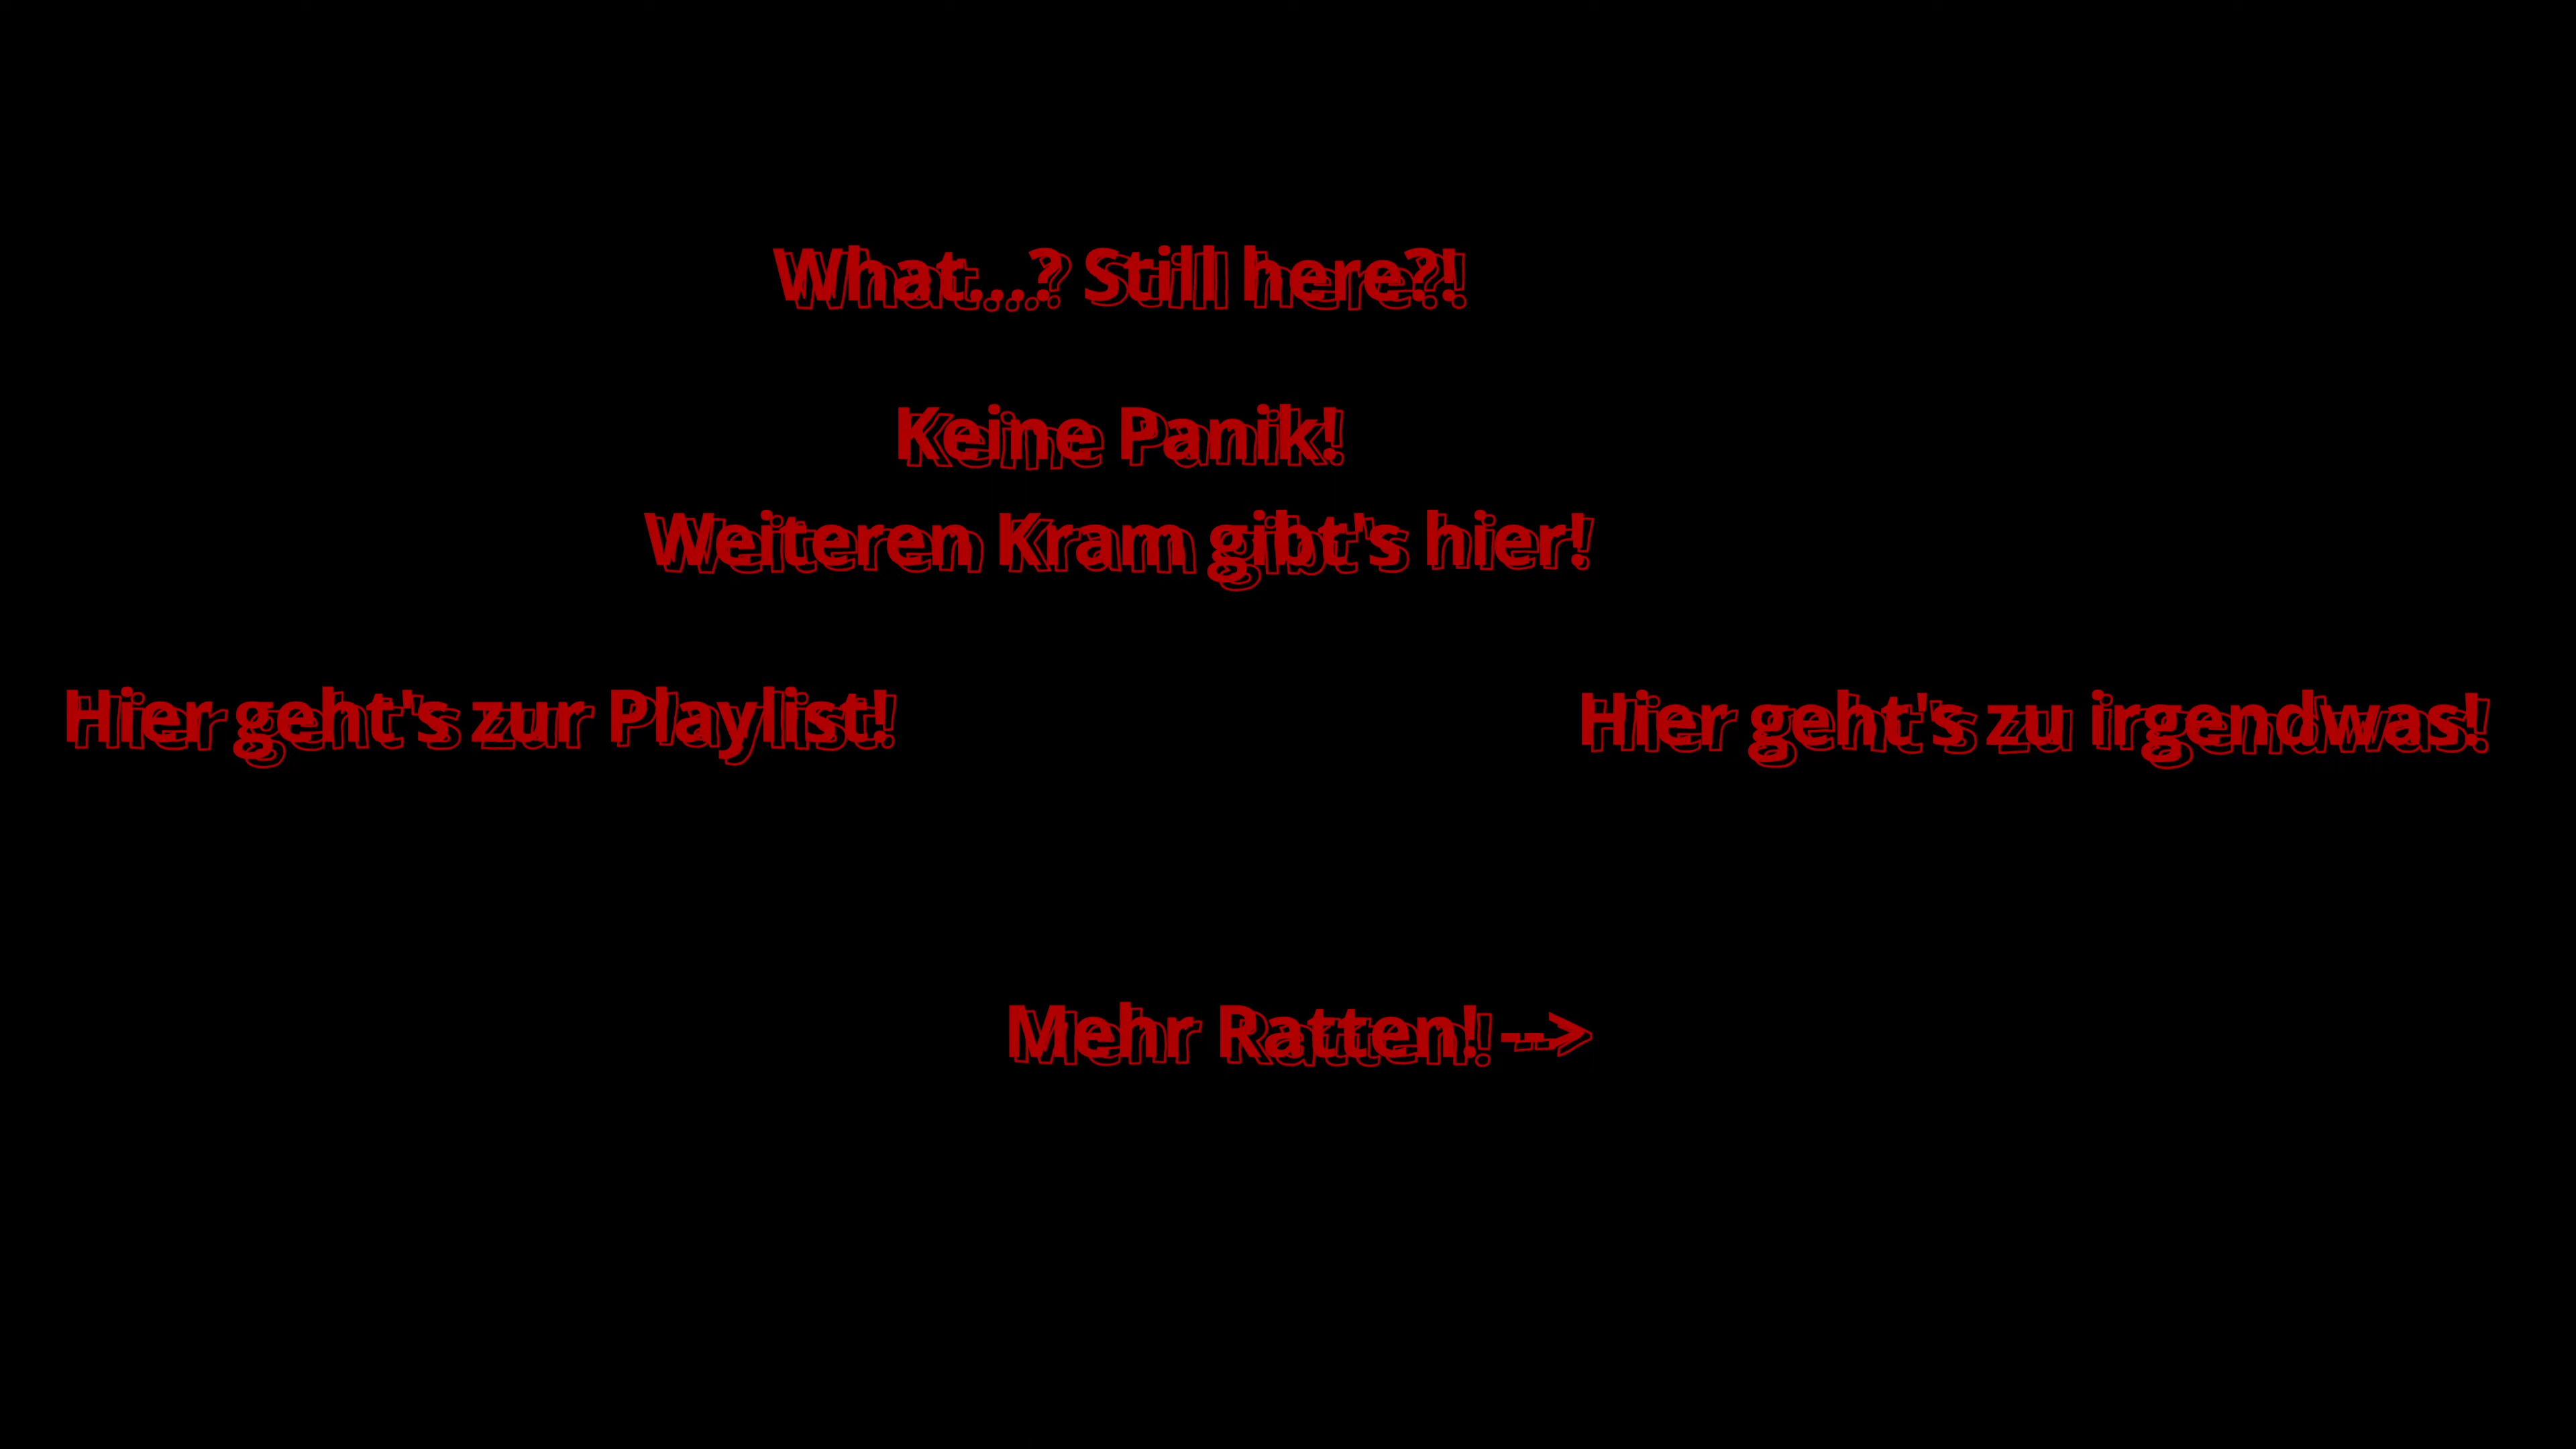 What...? Still here?!
Keine Panik!
Weiteren Kram gibt's hier!
Hier geht's zur Playlist!
Hier geht's zu irgendwas!
Mehr Ratten! -->